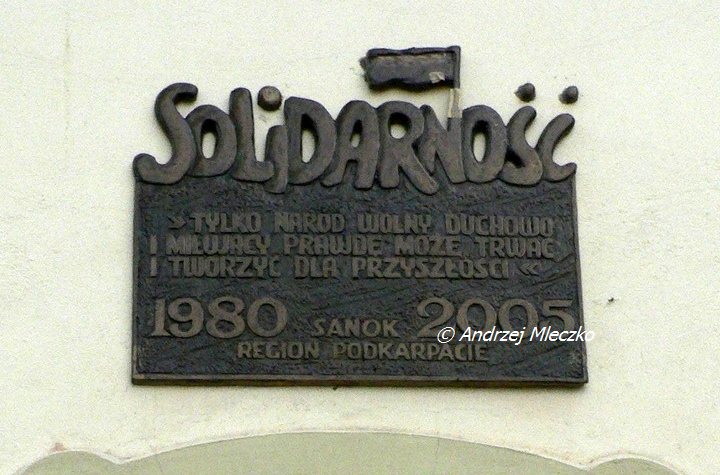 SOLiDARNOŚĆ
»TYLKO NARÓD WOLNY DUCHOWO
I MIŁUJĄCY PRAWDĘ MOŻE TRWAĆ
I TWORZYĆ DLA PRZYSZŁOŚCI«
1980 SANOK 2005
REGION PODKARPACIE
© Andrzej Mleczko